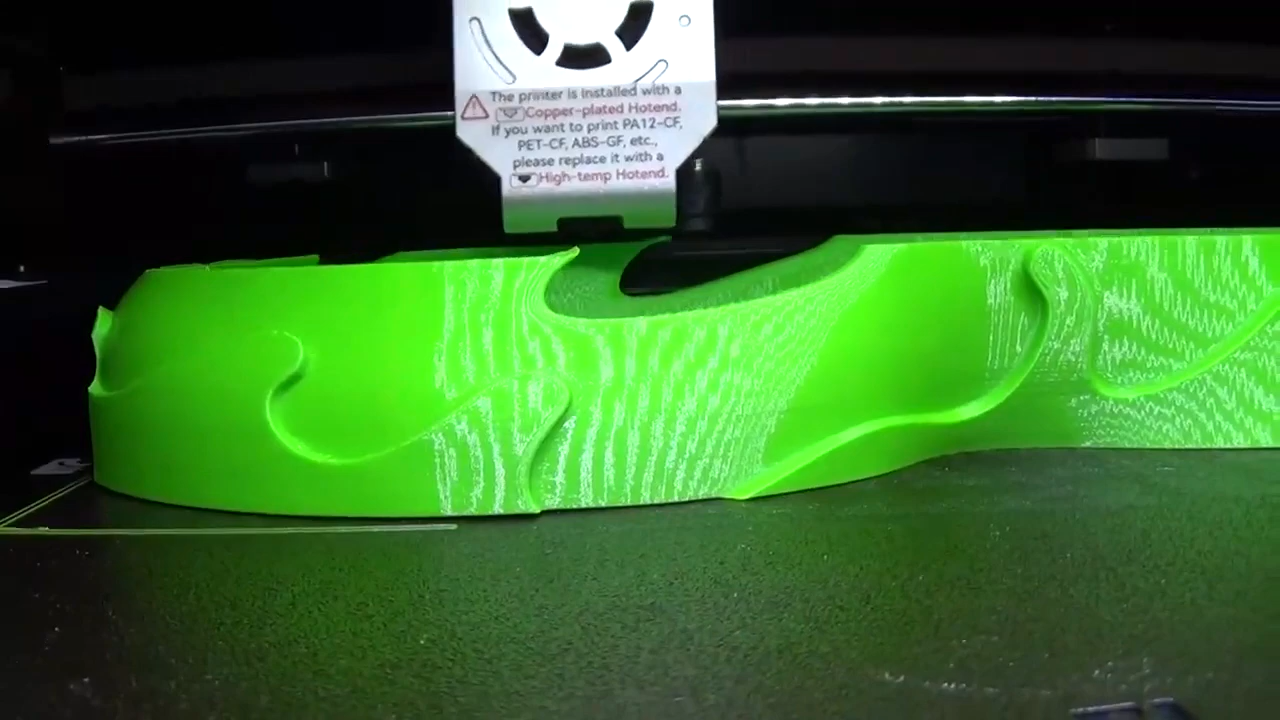 The printer is installed with a
Copper-plated Hotend.
If you want to print PA12-CF,
PET-CF, ABS-GF, etc.,
please replace it with a
High-temp Hotend.